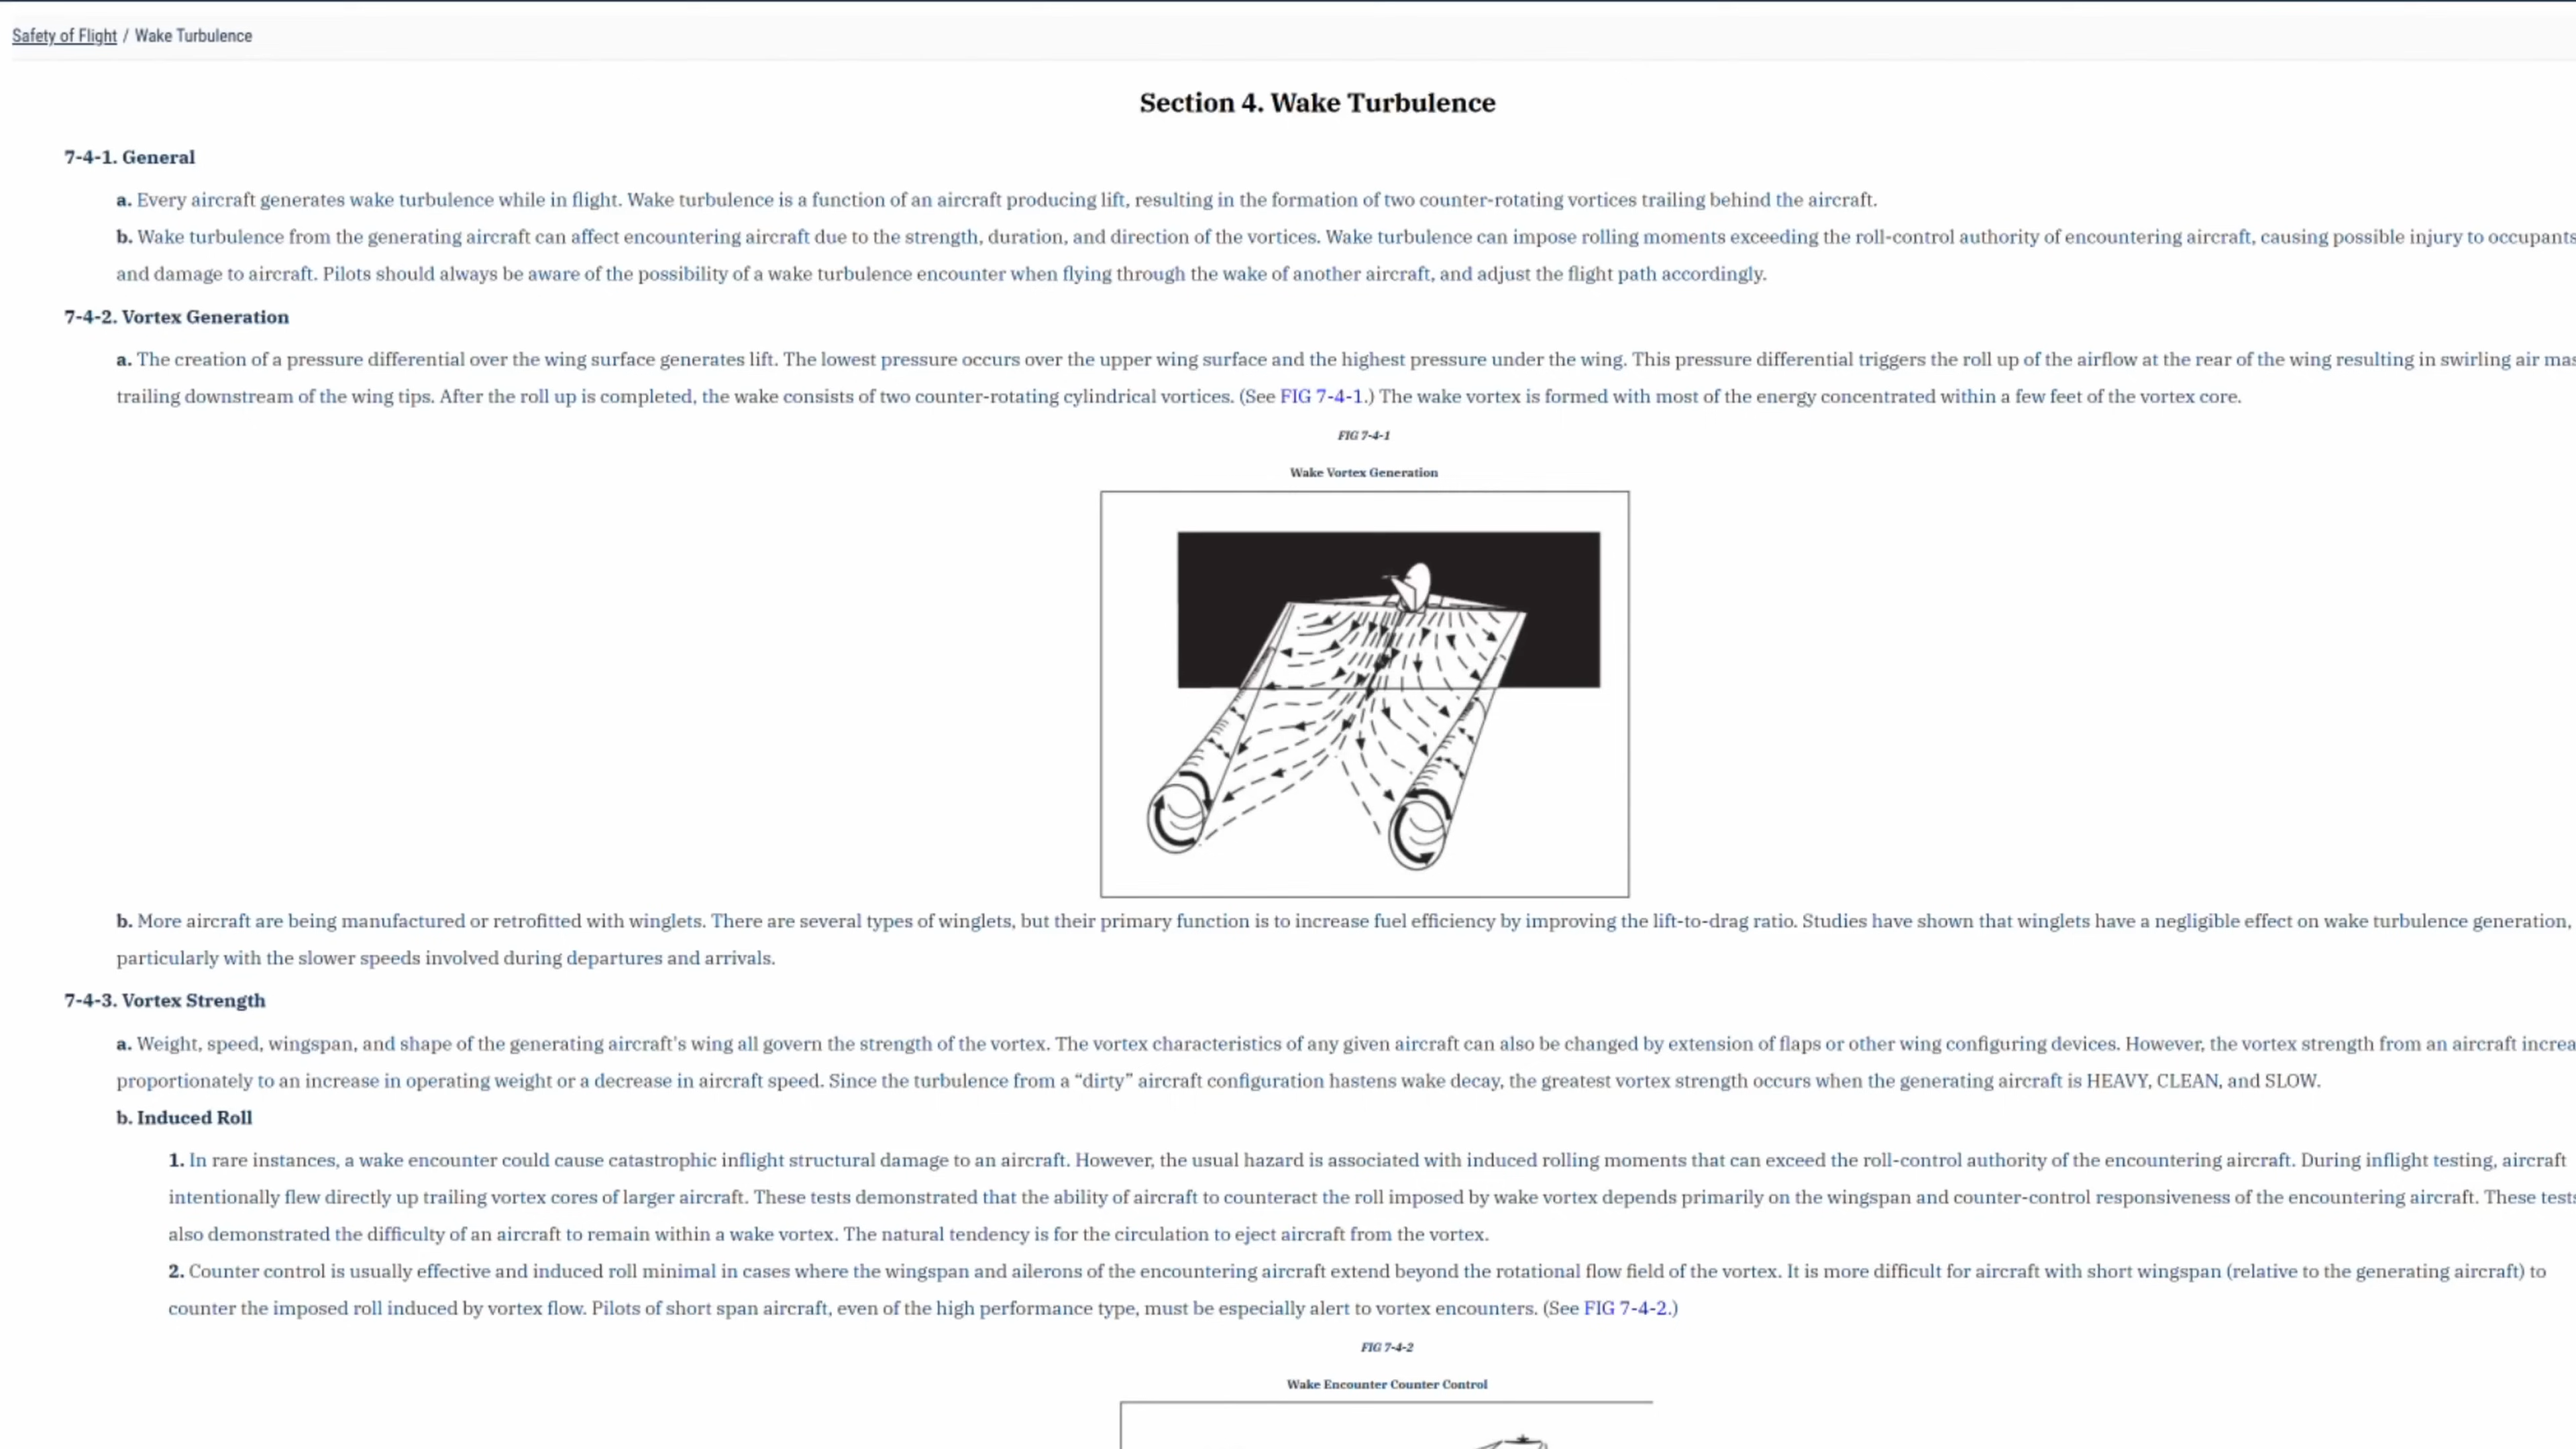 Safety of Flight / Wake Turbulence
Section 4. Wake Turbulence
7-4-1. General
a. Every aircraft generates wake turbulence while in flight. Wake turbulence is a function of an aircraft producing lift, resulting in the formation of two counter-rotating vortices trailing behind the aircraft.
b. Wake turbulence from the generating aircraft can affect encountering aircraft due to the strength, duration, and direction of the vortices. Wake turbulence can impose rolling moments exceeding the roll-control authority of encountering aircraft, causing possible injury to occupants
and damage to aircraft. Pilots should always be aware of the possibility of a wake turbulence encounter when flying through the wake of another aircraft, and adjust the flight path accordingly.
7-4-2. Vortex Generation
a. The creation of a pressure differential over the wing surface generates lift. The lowest pressure occurs over the upper wing surface and the highest pressure under the wing. This pressure differential triggers the roll up of the airflow at the rear of the wing resulting in swirling air mas
trailing downstream of the wing tips. After the roll up is completed, the wake consists of two counter-rotating cylindrical vortices. (See FIG 7-4-1.) The wake vortex is formed with most of the energy concentrated within a few feet of the vortex core.
FIG 7-4-1
Wake Vortex Generation
b. More aircraft are being manufactured or retrofitted with winglets. There are several types of winglets, but their primary function is to increase fuel efficiency by improving the lift-to-drag ratio. Studies have shown that winglets have a negligible effect on wake turbulence generation,
particularly with the slower speeds involved during departures and arrivals.
7-4-3. Vortex Strength
a. Weight, speed, wingspan, and shape of the generating aircraft's wing all govern the strength of the vortex. The vortex characteristics of any given aircraft can also be changed by extension of flaps or other wing configuring devices. However, the vortex strength from an aircraft increa
proportionately to an increase in operating weight or a decrease in aircraft speed. Since the turbulence from a “dirty” aircraft configuration hastens wake decay, the greatest vortex strength occurs when the generating aircraft is HEAVY, CLEAN, and SLOW.
b. Induced Roll
1. In rare instances, a wake encounter could cause catastrophic inflight structural damage to an aircraft. However, the usual hazard is associated with induced rolling moments that can exceed the roll-control authority of the encountering aircraft. During inflight testing, aircraft
intentionally flew directly up trailing vortex cores of larger aircraft. These tests demonstrated that the ability of aircraft to counteract the roll imposed by wake vortex depends primarily on the wingspan and counter-control responsiveness of the encountering aircraft. These tests
also demonstrated the difficulty of an aircraft to remain within a wake vortex. The natural tendency is for the circulation to eject aircraft from the vortex.
2. Counter control is usually effective and induced roll minimal in cases where the wingspan and ailerons of the encountering aircraft extend beyond the rotational flow field of the vortex. It is more difficult for aircraft with short wingspan (relative to the generating aircraft) to
counter the imposed roll induced by vortex flow. Pilots of short span aircraft, even of the high performance type, must be especially alert to vortex encounters. (See FIG 7-4-2.)
FIG 7-4-2
Wake Encounter Counter Control